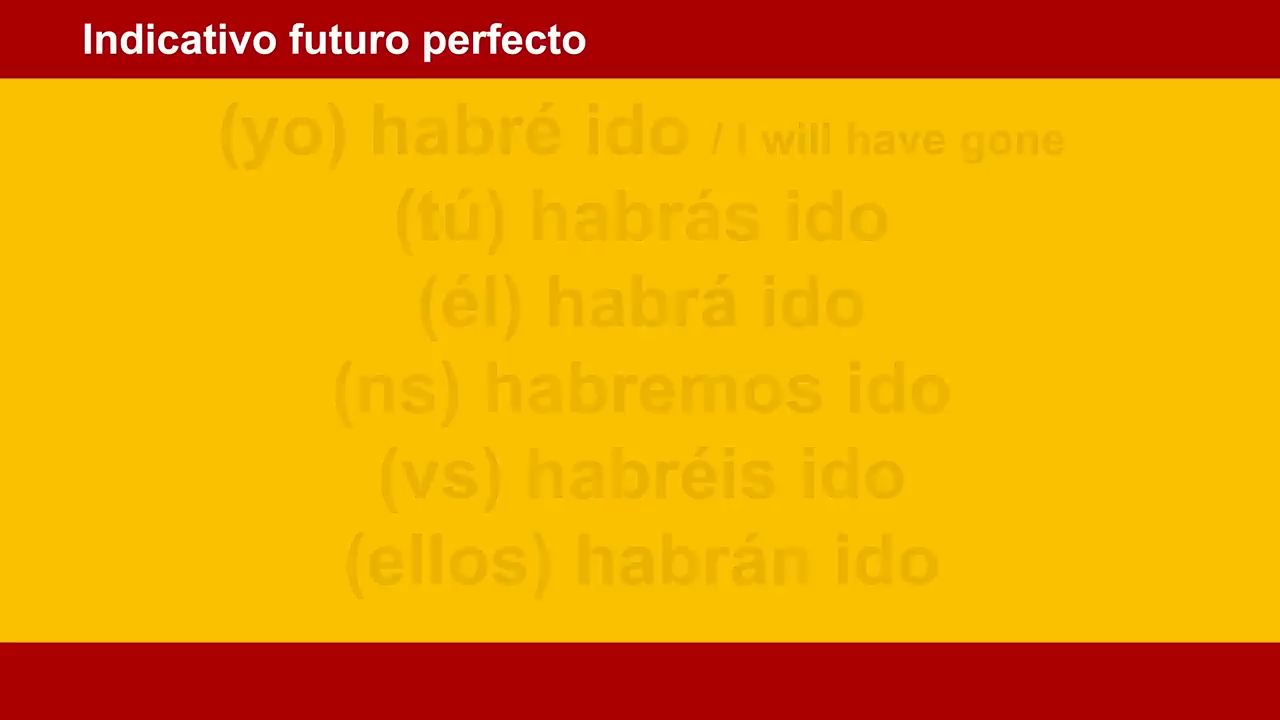 Indicativo futuro perfecto
(yo) habré ido / I will have gone
(tú) habrás ido
(él) habrá ido
(ns) habremos ido
(vs) habréis ido
(ellos) habrán ido